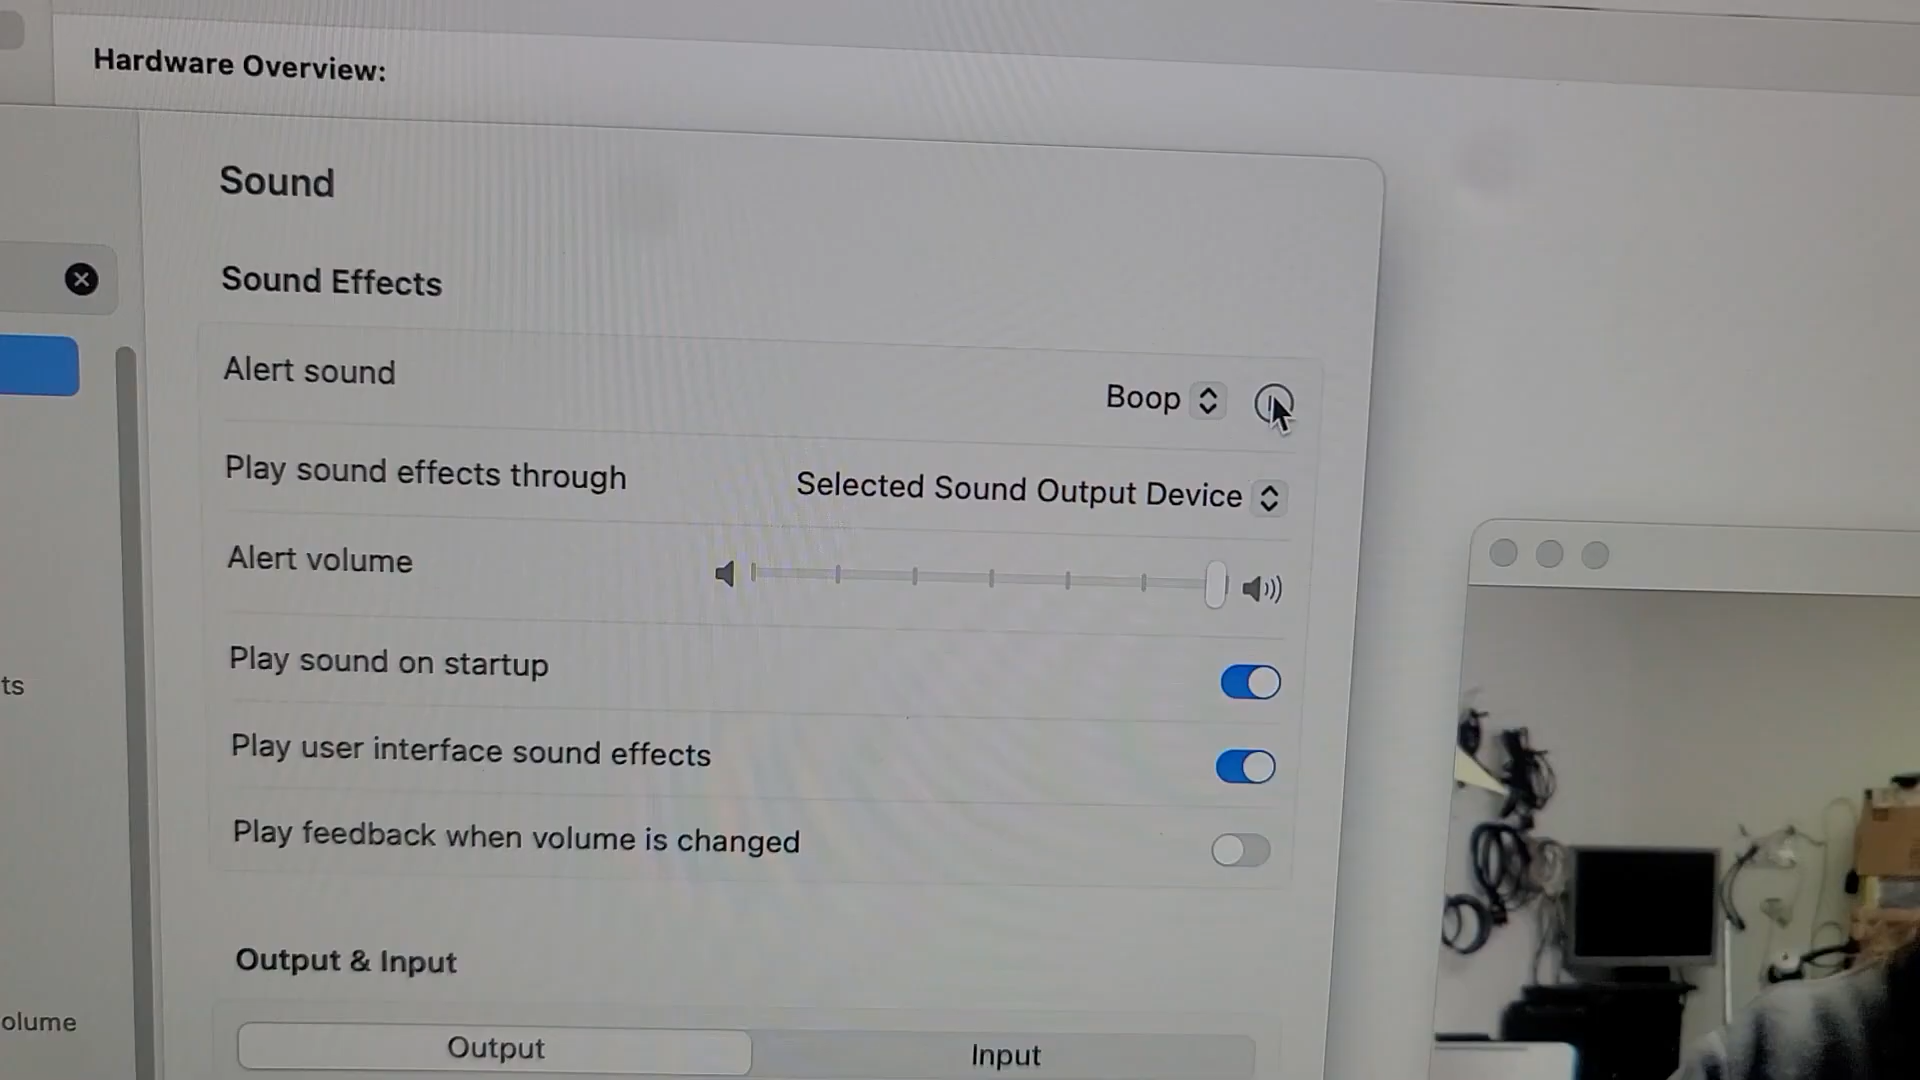 Hardware Overview:
Sound
Sound Effects
Alert sound
Boop
Play sound effects through
Selected Sound Output Device
Alert volume
Play sound on startup
ts
Play user interface sound effects
Play feedback when volume is changed
Output & Input
olume
Output
Input